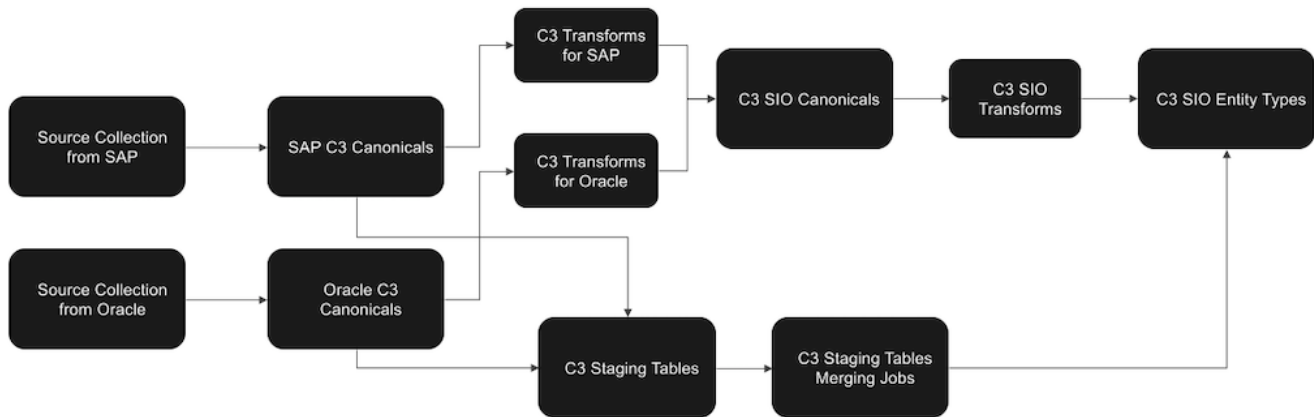 C3 Transforms
for SAP
C3 SIO Canonicals
C3 SIO
Transforms
C3 SIO Entity Types
Source Collection
from SAP
SAP C3 Canonicals
C3 Transforms
for Oracle
Source Collection
from Oracle
Oracle C3
Canonicals
C3 Staging Tables
C3 Staging Tables
Merging Jobs